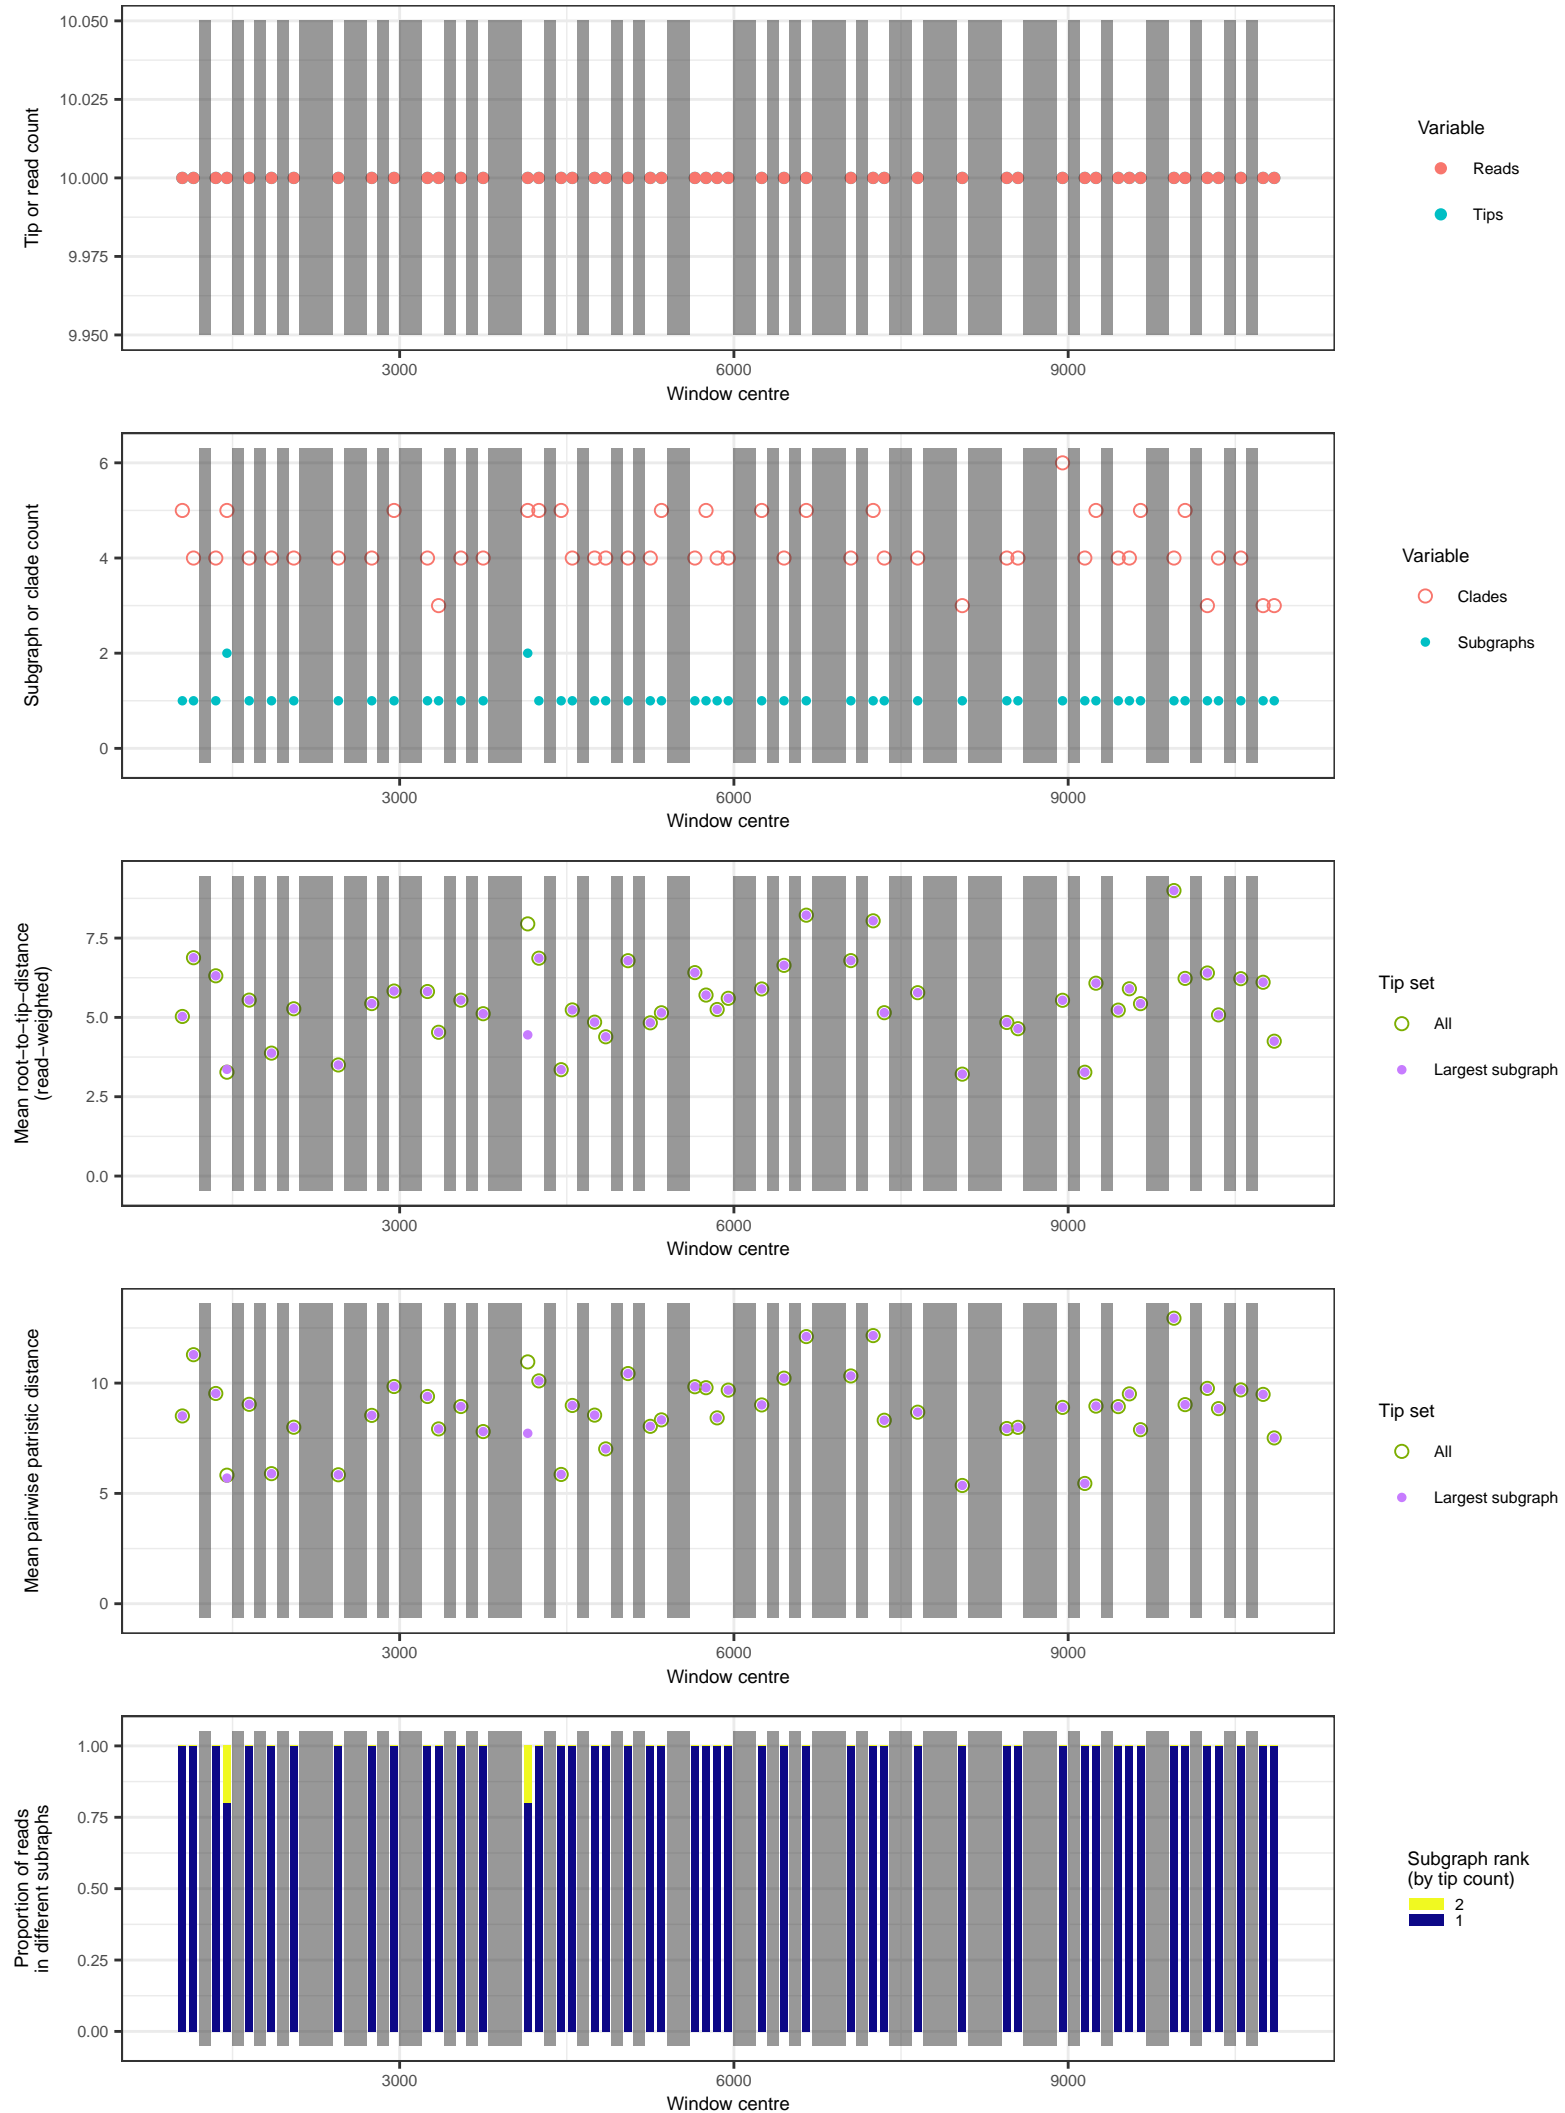 10.050
10.025
10.000
9.975
9.950
Tip or read count
3000
6000
9000
Window centre
Variable
Reads
Tips
6
4
2
0
Subgraph or clade count
3000
6000
9000
Window centre
Variable
Clades
Subgraphs
7.5
5.0
2.5
0.0
Mean root−to−tip−distance
(read−weighted)
3000
6000
9000
Window centre
Tip set
All
Largest subgraph
10
5
0
Mean pairwise patristic distance
3000
6000
9000
Window centre
Tip set
All
Largest subgraph
1.00
0.75
0.50
0.25
0.00
Proportion of reads
in different subraphs
3000
6000
9000
Window centre
Subgraph rank
(by tip count)
2
1